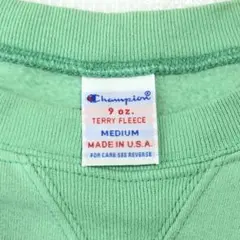 Champion
9 oz.
TERRY FLEECE
MEDIUM
MADE IN U.S.A.
FOR CARE SEE REVERSE